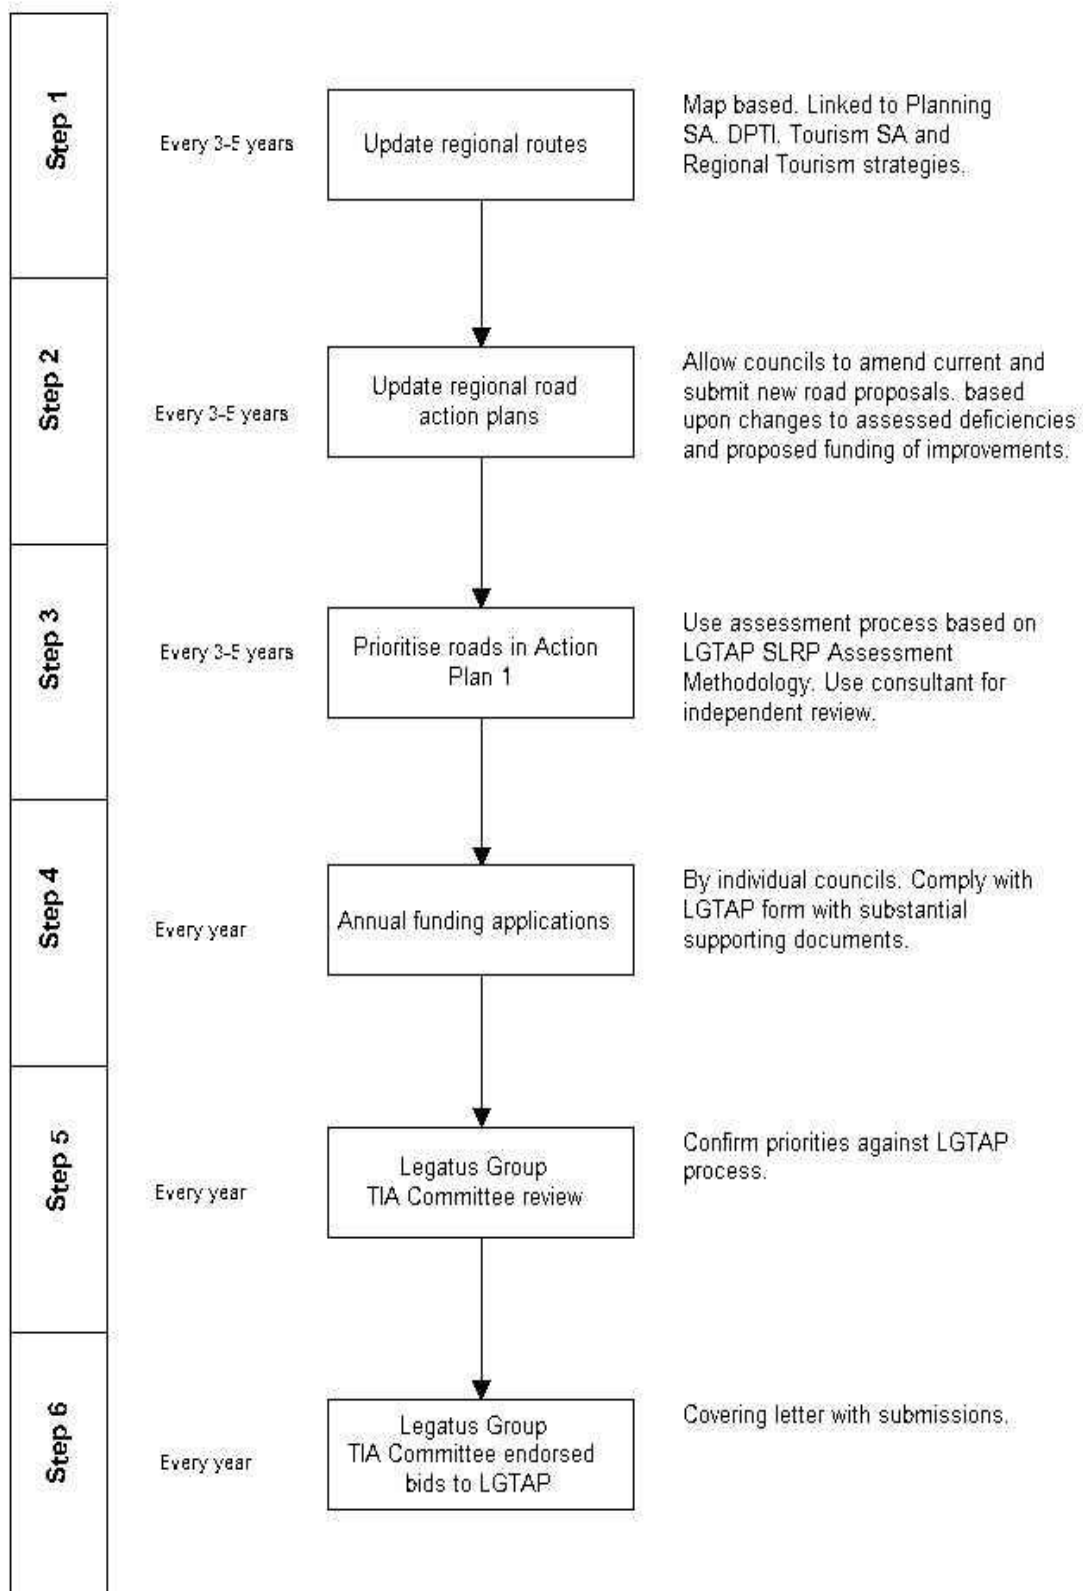 Step 1
Every 3-5 years
Update regional routes
Map based. Linked to Planning
SA. DPTI. Tourism SA and
Regional Tourism strategies.
Step 2
Every 3-5 years
Update regional road
action plans
Allow councils to amend current and
submit new road proposals. based
upon changes to assessed deficiencies
and proposed funding of improvements.
Step 3
Every 3-5 years
Prioritise roads in Action
Plan 1
Use assessment process based on
LGTAP SLRP Assessment
Methodology. Use consultant for
independent review.
Step 4
Every year
Annual funding applications
By individual councils. Comply with
LGTAP form with substantial
supporting documents.
Step 5
Every year
Legatus Group
TIA Committee review
Confirm priorities against LGTAP
process.
Step 6
Every year
Legatus Group
TIA Committee endorsed
bids to LGTAP
Covering letter with submissions.